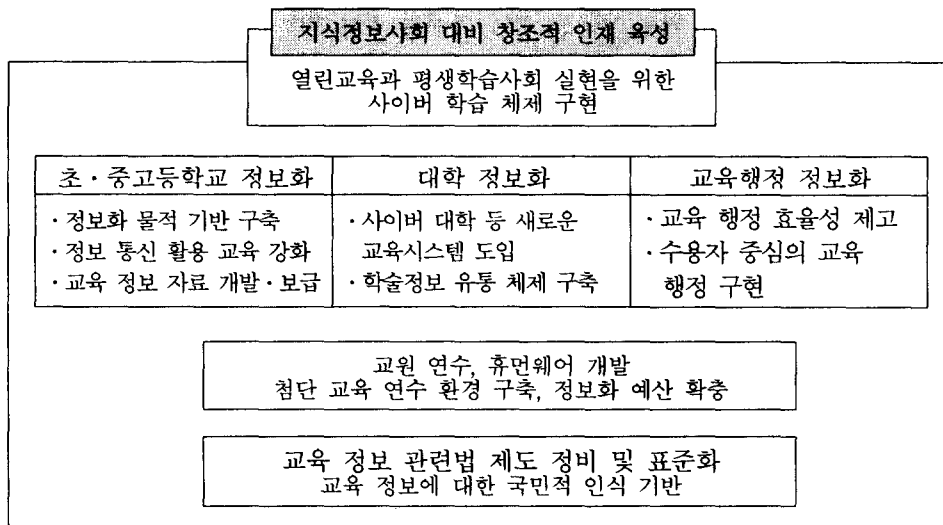 지식정보사회 대비 창조적 인재 육성
열린교육과 평생학습사회 실현을 위한
사이버 학습 체제 구현
초·중고등학교 정보화
· 정보화 물적 기반 구축
· 정보 통신 활용 교육 강화
· 교육 정보 자료 개발·보급
대학 정보화
· 사이버 대학 등 새로운
교육시스템 도입
· 학술정보 유통 체제 구축
교육행정 정보화
· 교육 행정 효율성 제고
· 수용자 중심의 교육
행정 구현
교원 연수, 휴먼웨어 개발
첨단 교육 연수 환경 구축, 정보화 예산 확충
교육 정보 관련법 제도 정비 및 표준화
교육 정보에 대한 국민적 인식 기반